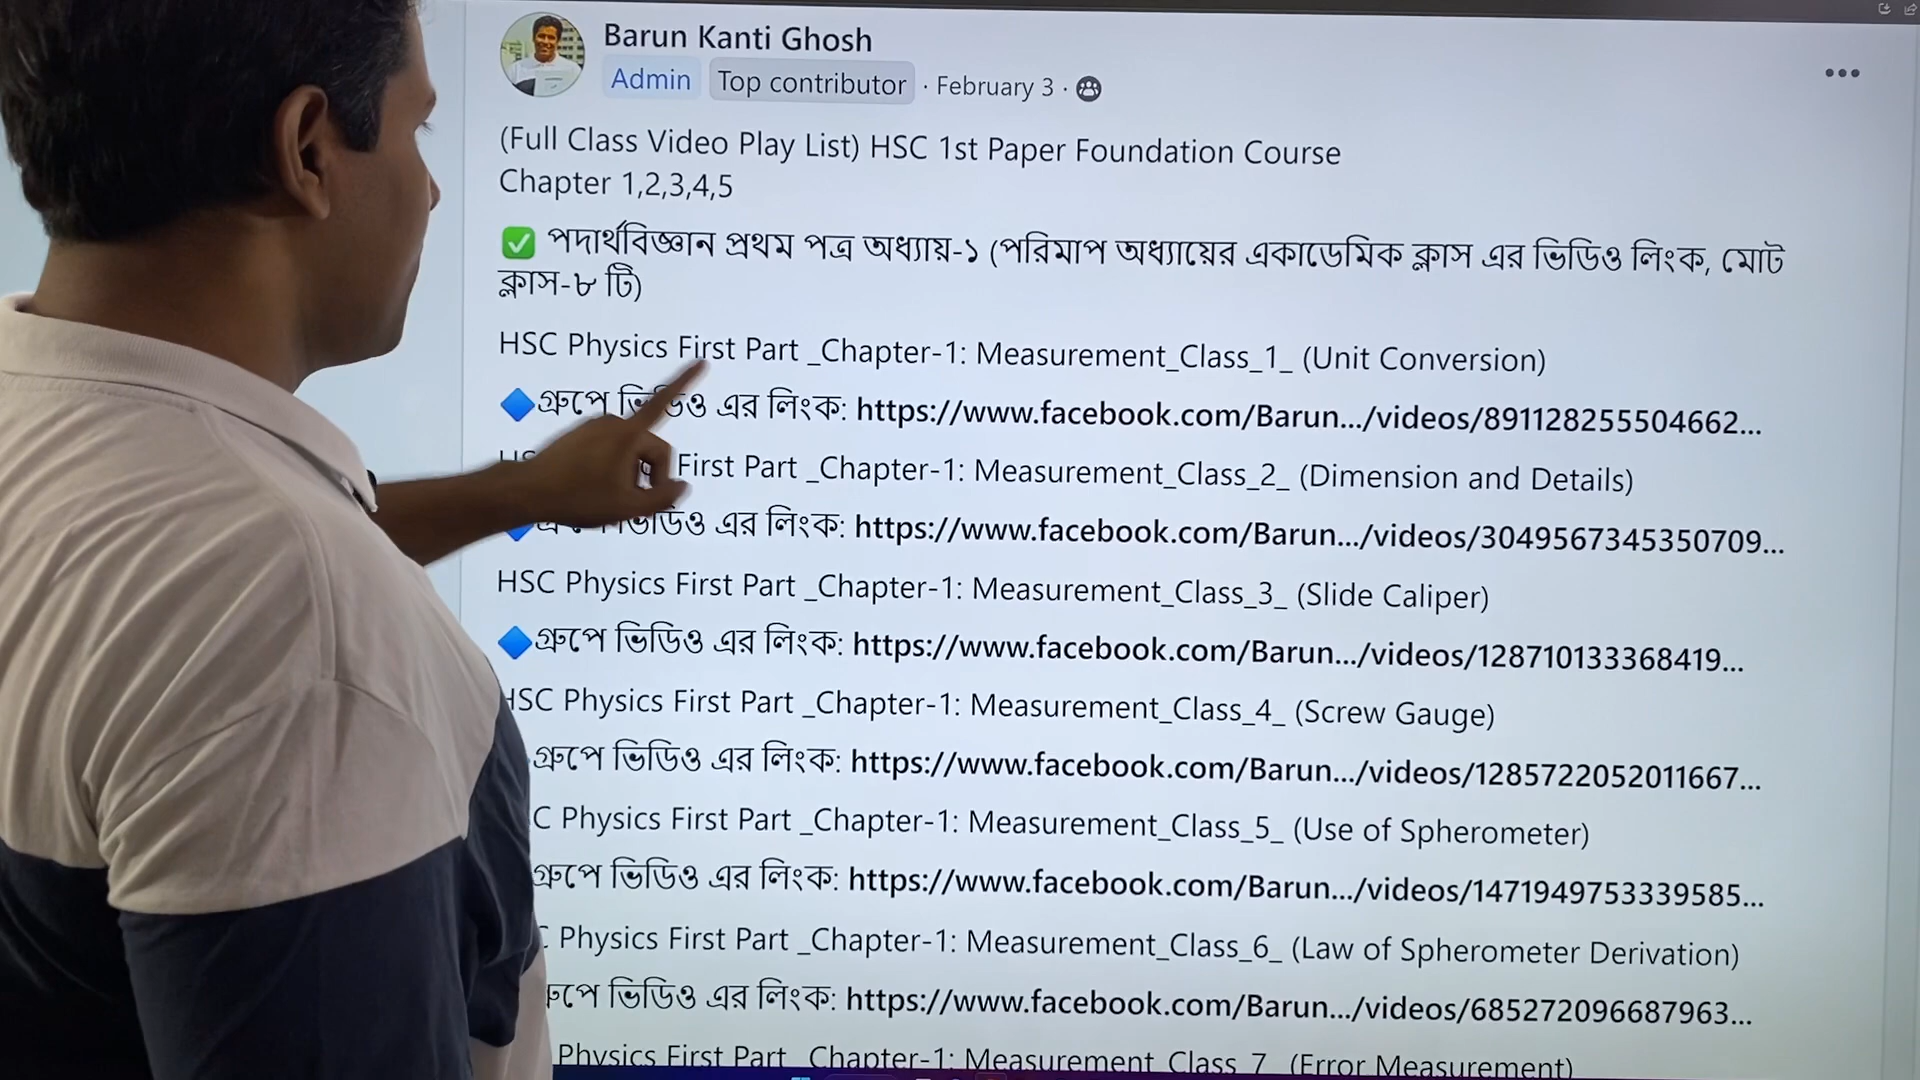 Barun Kanti Ghosh
Admin Top contributor · February 3 ·
(Full Class Video Play List) HSC 1st Paper Foundation Course
Chapter 1,2,3,4,5
✅ পদার্থবিজ্ঞান প্রথম পত্র অধ্যায়-১ (পরিমাপ অধ্যায়ের একাডেমিক ক্লাস এর ভিডিও লিংক, মোট
ক্লাস-৮ টি)
HSC Physics First Part _Chapter-1: Measurement_Class_1_ (Unit Conversion)
🔷গ্রুপে ভিডিও এর লিংক: https://www.facebook.com/Barun.../videos/891128255504662...
First Part _Chapter-1: Measurement_Class_2_ (Dimension and Details)
ভিডিও এর লিংক: https://www.facebook.com/Barun.../videos/3049567345350709...
HSC Physics First Part _Chapter-1: Measurement_Class_3_ (Slide Caliper)
🔷গ্রুপে ভিডিও এর লিংক: https://www.facebook.com/Barun.../videos/128710133368419...
HSC Physics First Part _Chapter-1: Measurement_Class_4_ (Screw Gauge)
গ্রুপে ভিডিও এর লিংক: https://www.facebook.com/Barun.../videos/1285722052011667...
C Physics First Part _Chapter-1: Measurement_Class_5_ (Use of Spherometer)
গ্রুপে ভিডিও এর লিংক: https://www.facebook.com/Barun.../videos/1471949753339585...
Physics First Part _Chapter-1: Measurement_Class_6_ (Law of Spherometer Derivation)
রুপে ভিডিও এর লিংক: https://www.facebook.com/Barun.../videos/685272096687963...
Physics First Part _Chapter-1: Measurement_Class_7_ (Error Measurement)